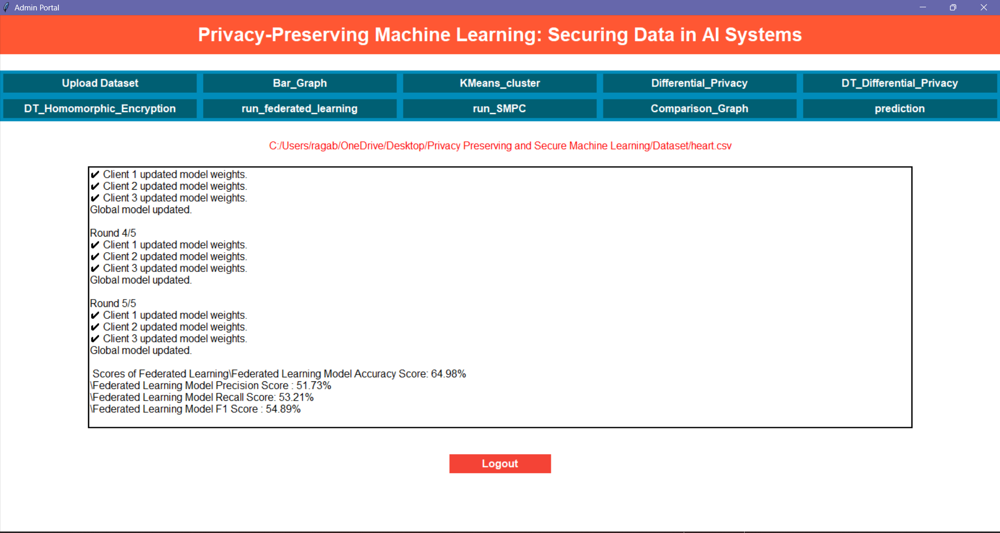 Admin Portal
Privacy-Preserving Machine Learning: Securing Data in AI Systems
Upload Dataset Bar_Graph KMeans_cluster Differential_Privacy DT_Differential_Privacy
DT_Homomorphic_Encryption run_federated_learning run_SMPC Comparison_Graph prediction
C:/Users/ragab/OneDrive/Desktop/Privacy Preserving and Secure Machine Learning/Dataset/heart.csv
✔ Client 1 updated model weights.
✔ Client 2 updated model weights.
✔ Client 3 updated model weights.
Global model updated.
Round 4/5
✔ Client 1 updated model weights.
✔ Client 2 updated model weights.
✔ Client 3 updated model weights.
Global model updated.
Round 5/5
✔ Client 1 updated model weights.
✔ Client 2 updated model weights.
✔ Client 3 updated model weights.
Global model updated.
Scores of Federated Learning\Federated Learning Model Accuracy Score: 64.98%
\Federated Learning Model Precision Score : 51.73%
\Federated Learning Model Recall Score: 53.21%
\Federated Learning Model F1 Score : 54.89%
Logout